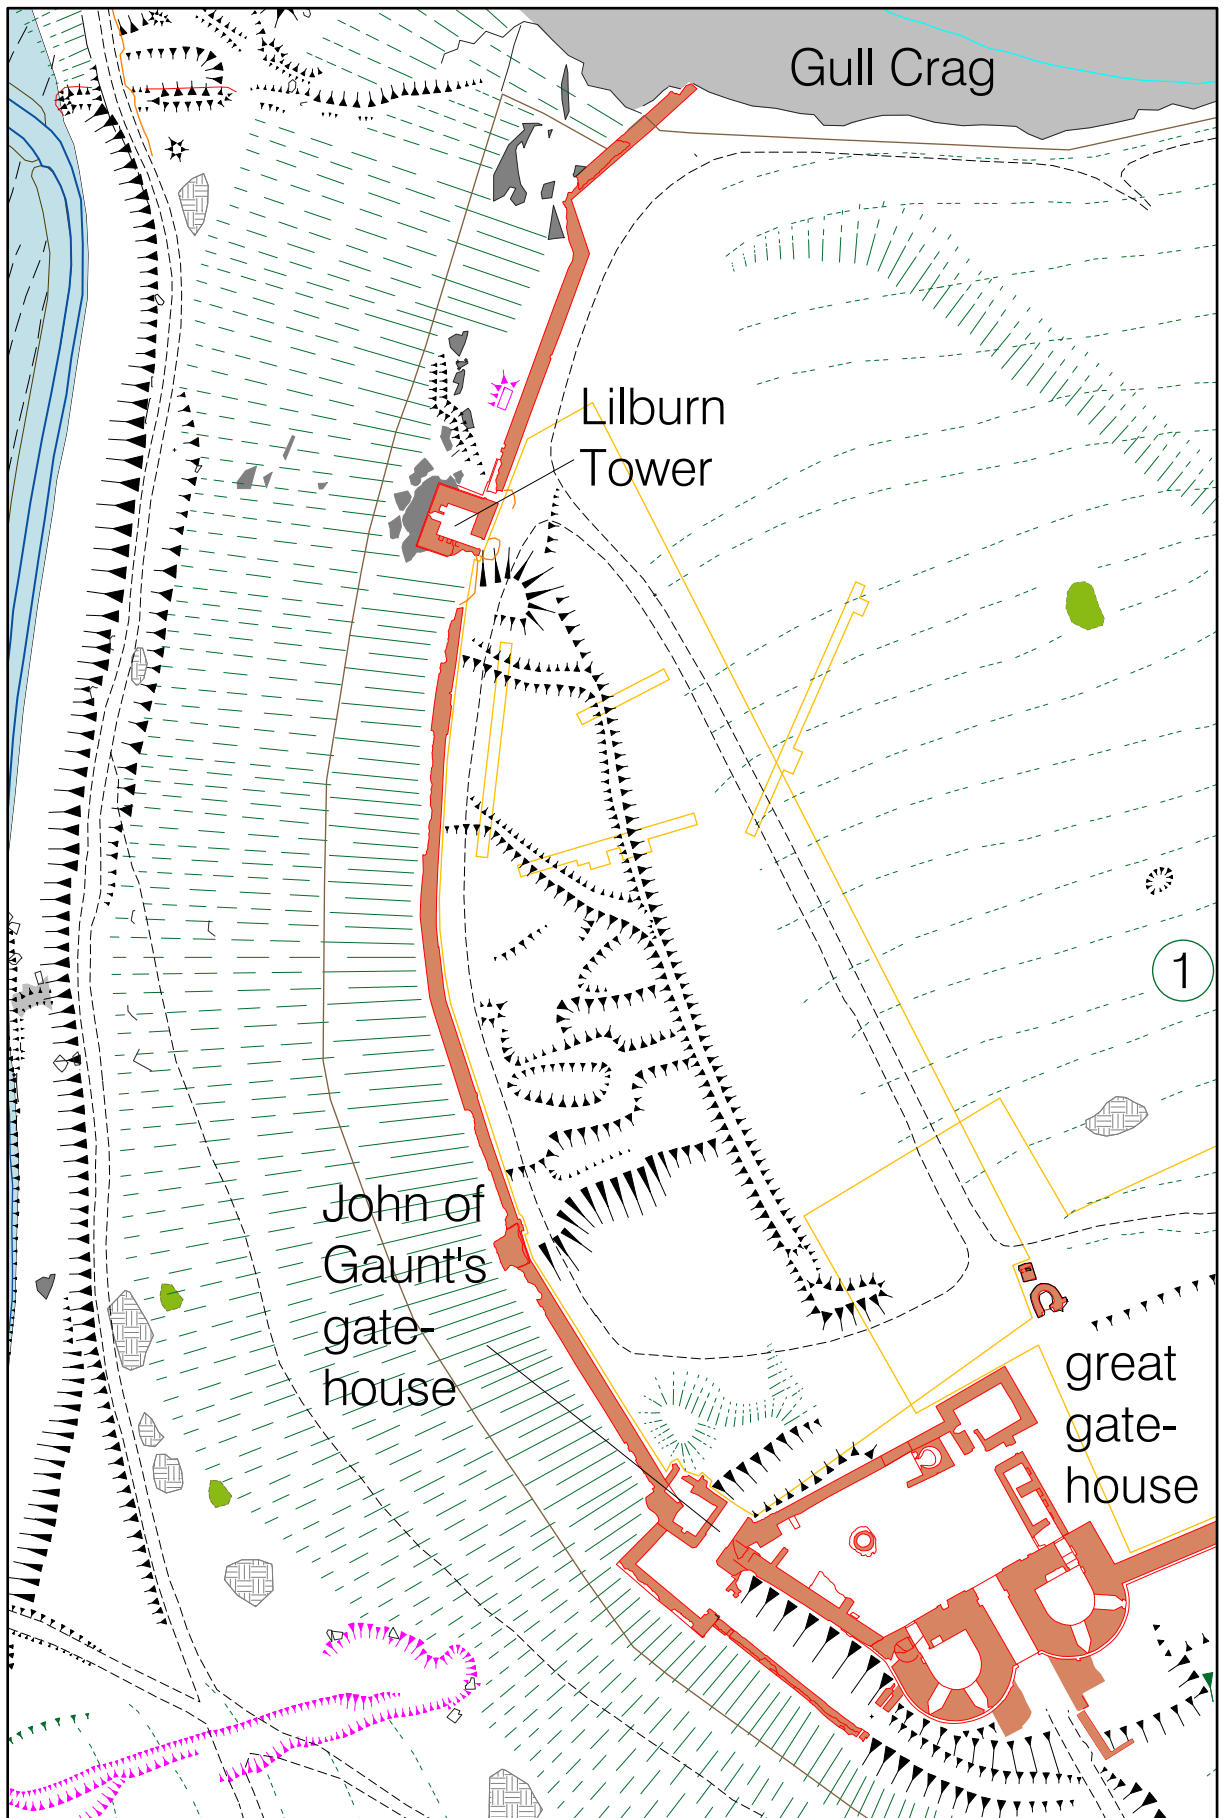 Gull Crag
Lilburn
Tower
1
John of
Gaunt's
gate-
house
great
gate-
house